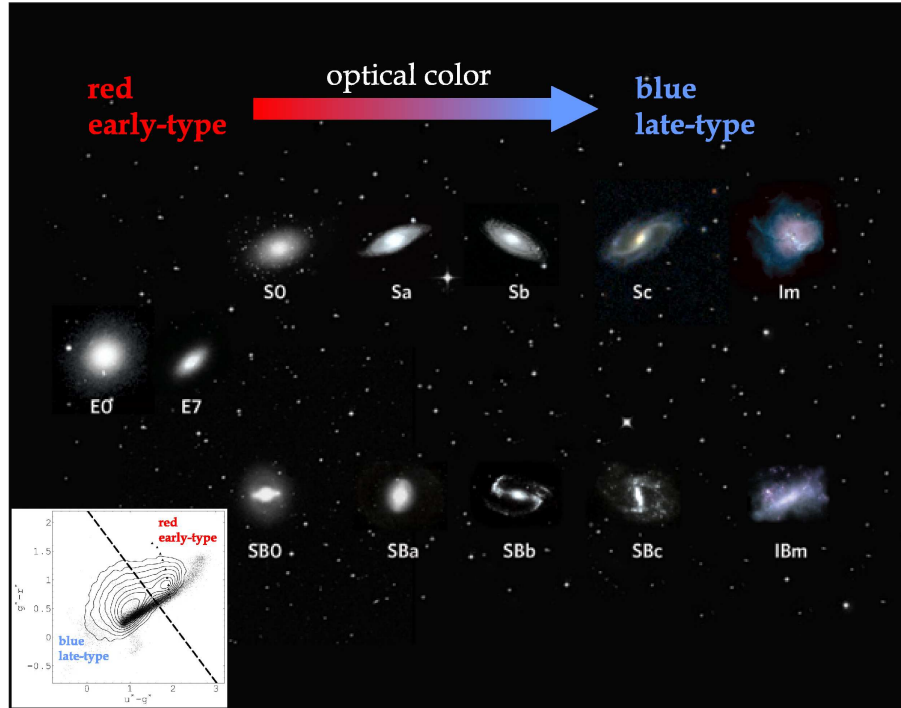 optical color
red
early-type
blue
late-type
S0
Sa
Sb
Sc
Im
E0
E7
SB0
SBa
SBb
SBc
IBm
red
early-type
blue
late-type
2
1.5
1
0.5
0
-0.5
g*-r*
0
1
2
3
u*-g*